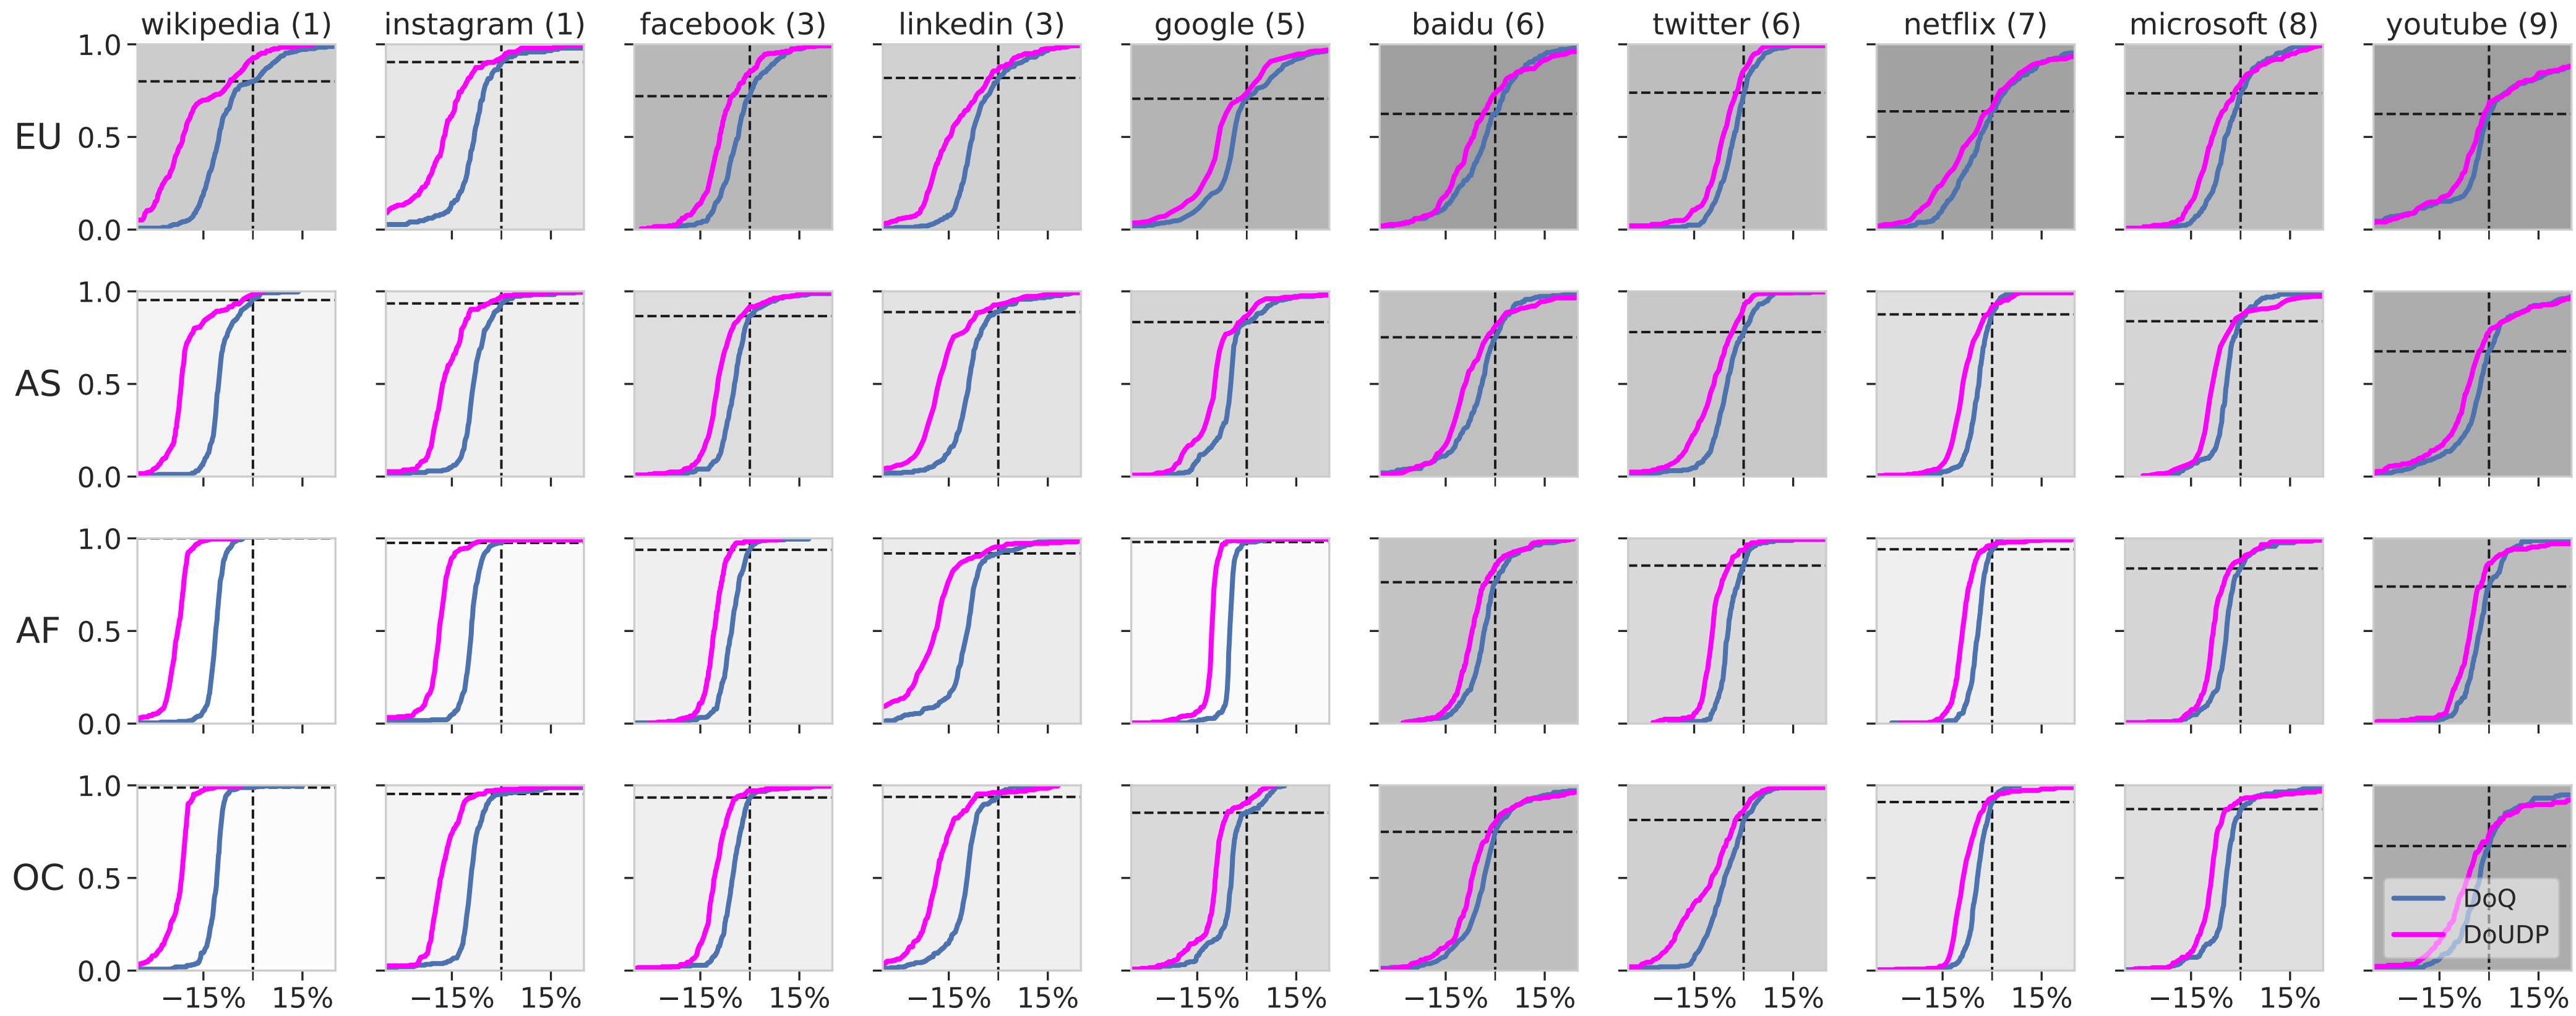 wikipedia (1) instagram (1) facebook (3) linkedin (3) google (5) baidu (6) twitter (6) netflix (7) microsoft (8) youtube (9)
1.0
EU 0.5
0.0
1.0
AS 0.5
0.0
1.0
AF 0.5
0.0
1.0
OC 0.5
DoQ
DoUDP
0.0
−15% 15% −15% 15% −15% 15% −15% 15% −15% 15% −15% 15% −15% 15% −15% 15% −15% 15% −15% 15%